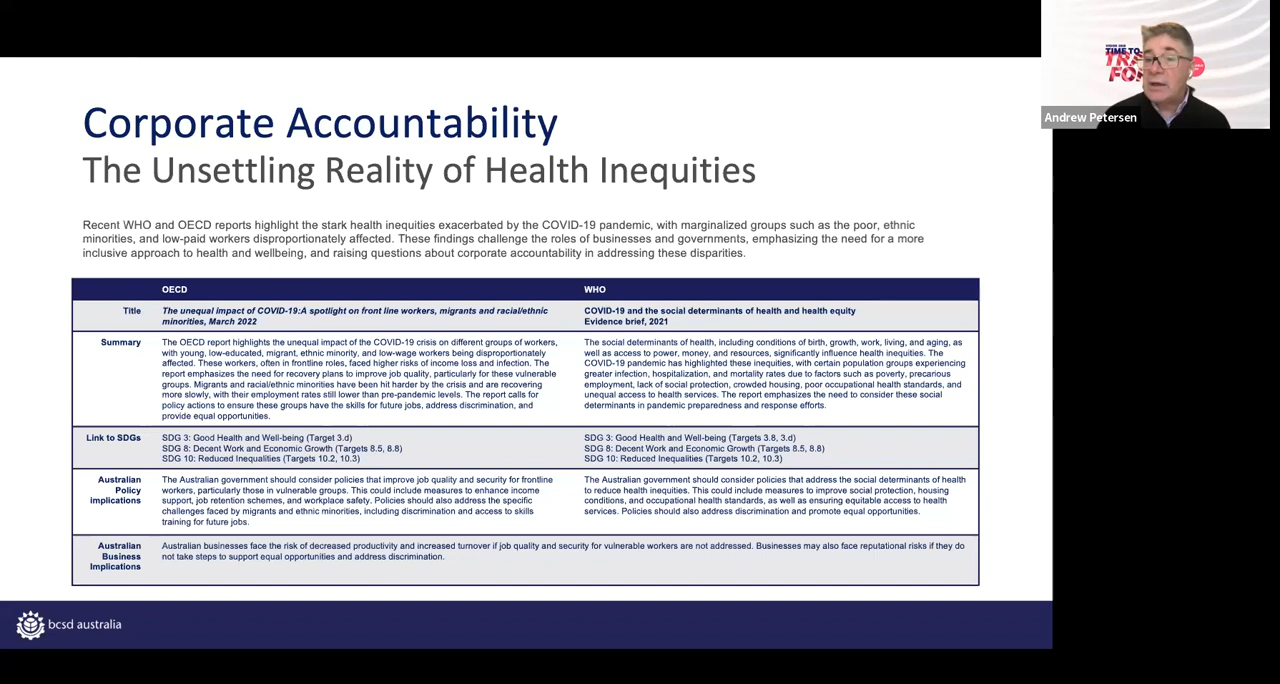 Corporate Accountability
The Unsettling Reality of Health Inequities
Recent WHO and OECD reports highlight the stark health inequities exacerbated by the COVID-19 pandemic, with marginalized groups such as the poor, ethnic
minorities, and low-paid workers disproportionately affected. These findings challenge the roles of businesses and governments, emphasizing the need for a more
inclusive approach to health and wellbeing, and raising questions about corporate accountability in addressing these disparities.
OECD
WHO
Title
The unequal impact of COVID-19:A spotlight on front line workers, migrants and racial/ethnic
minorities, March 2022
COVID-19 and the social determinants of health and health equity
Evidence brief, 2021
Summary
The OECD report highlights the unequal impact of the COVID-19 crisis on different groups of workers,
with young, low-educated, migrant, ethnic minority, and low-wage workers being disproportionately
affected. These workers, often in frontline roles, faced higher risks of income loss and infection. The
report emphasizes the need for recovery plans to improve job quality, particularly for these vulnerable
groups. Migrants and racial/ethnic minorities have been hit harder by the crisis and are recovering
more slowly, with their employment rates still lower than pre-pandemic levels. The report calls for
policy actions to ensure these groups have the skills for future jobs, address discrimination, and
provide equal opportunities.
The social determinants of health, including conditions of birth, growth, work, living, and aging, as
well as access to power, money, and resources, significantly influence health inequities. The
COVID-19 pandemic has highlighted these inequities, with certain population groups experiencing
greater infection, hospitalization, and mortality rates due to factors such as poverty, precarious
employment, lack of social protection, crowded housing, poor occupational health standards, and
unequal access to health services. The report emphasizes the need to consider these social
determinants in pandemic preparedness and response efforts.
Link to SDGs
SDG 3: Good Health and Well-being (Target 3.d)
SDG 8: Decent Work and Economic Growth (Targets 8.5, 8.8)
SDG 10: Reduced Inequalities (Targets 10.2, 10.3)
SDG 3: Good Health and Well-being (Targets 3.8, 3.d)
SDG 8: Decent Work and Economic Growth (Targets 8.5, 8.8)
SDG 10: Reduced Inequalities (Targets 10.2, 10.3)
Australian
Policy
implications
The Australian government should consider policies that improve job quality and security for frontline
workers, particularly those in vulnerable groups. This could include measures to enhance income
support, job retention schemes, and workplace safety. Policies should also address the specific
challenges faced by migrants and ethnic minorities, including discrimination and access to skills
training for future jobs.
The Australian government should consider policies that address the social determinants of health
to reduce health inequities. This could include measures to improve social protection, housing
conditions, and occupational health standards, as well as ensuring equitable access to health
services. Policies should also address discrimination and promote equal opportunities.
Australian
Business
Implications
Australian businesses face the risk of decreased productivity and increased turnover if job quality and security for vulnerable workers are not addressed. Businesses may also face reputational risks if they do
not take steps to support equal opportunities and address discrimination.
bcsd australia
TIME TO
Andrew Petersen